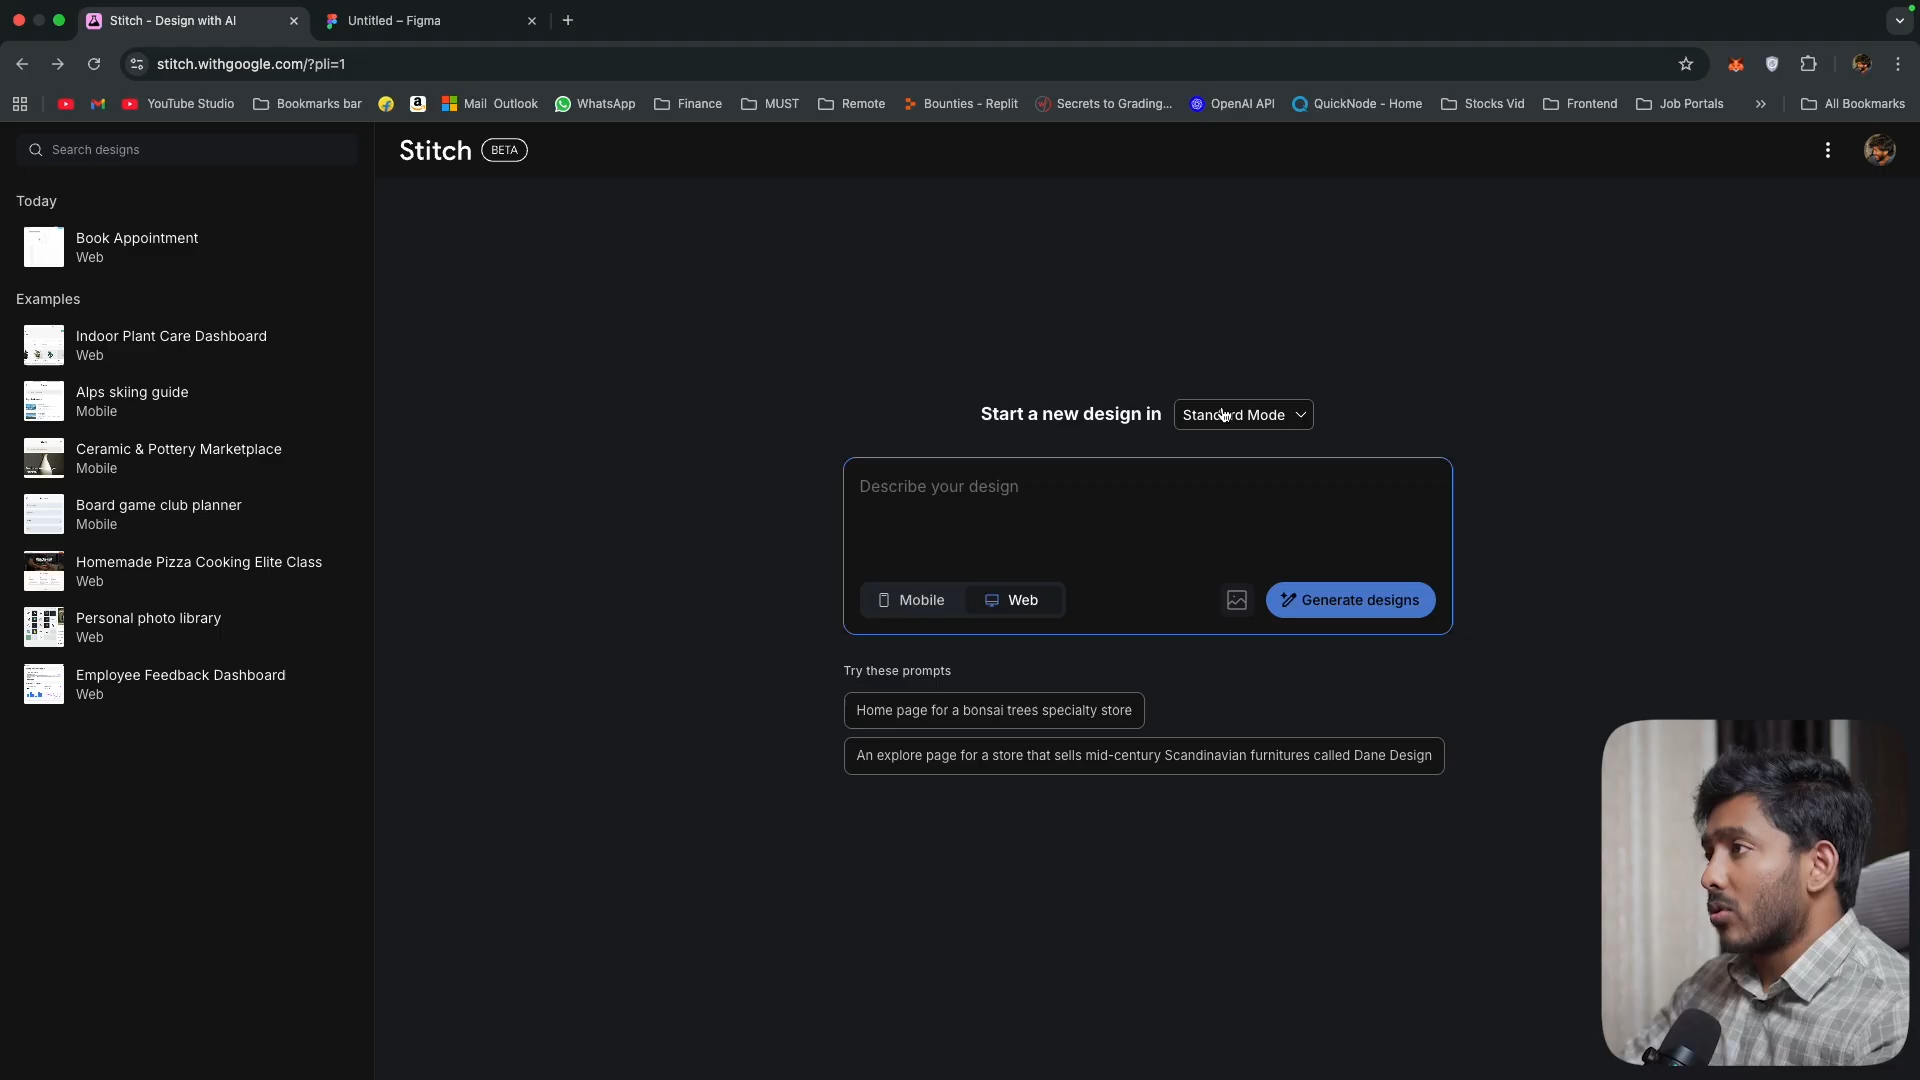 Stitch - Design with AI
Untitled – Figma
stitch.withgoogle.com/?pli=1
YouTube Studio
Bookmarks bar
Mail Outlook
WhatsApp
Finance
MUST
Remote
Bounties - Replit
Secrets to Grading...
OpenAI API
QuickNode - Home
Stocks Vid
Frontend
Job Portals
All Bookmarks
Search designs
Today
Book Appointment
Web
Examples
Indoor Plant Care Dashboard
Web
Alps skiing guide
Mobile
Ceramic & Pottery Marketplace
Mobile
Board game club planner
Mobile
Homemade Pizza Cooking Elite Class
Web
Personal photo library
Web
Employee Feedback Dashboard
Web
Stitch BETA
Start a new design in Standard Mode
Describe your design
Mobile
Web
Generate designs
Try these prompts
Home page for a bonsai trees specialty store
An explore page for a store that sells mid-century Scandinavian furnitures called Dane Design